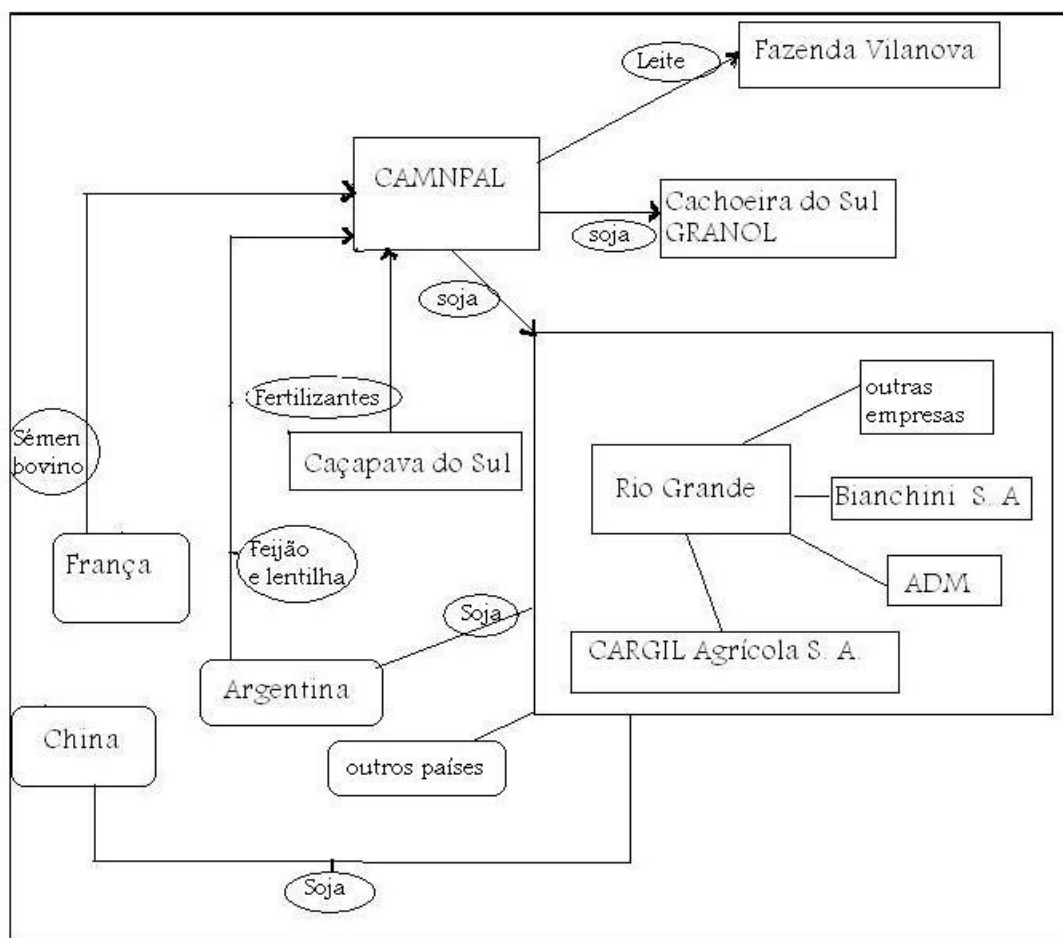 Leite
Fazenda Vilanova
CAMNPAL
Cachoeira do Sul
GRANOL
soja
soja
outras
empresas
Fertilizantes
Sémen
bovino
Caçapava do Sul
Rio Grande
Bianchini S. A
Feijão
e lentilha
França
ADM
Soja
CARGIL Agrícola S. A.
Argentina
China
outros países
Soja